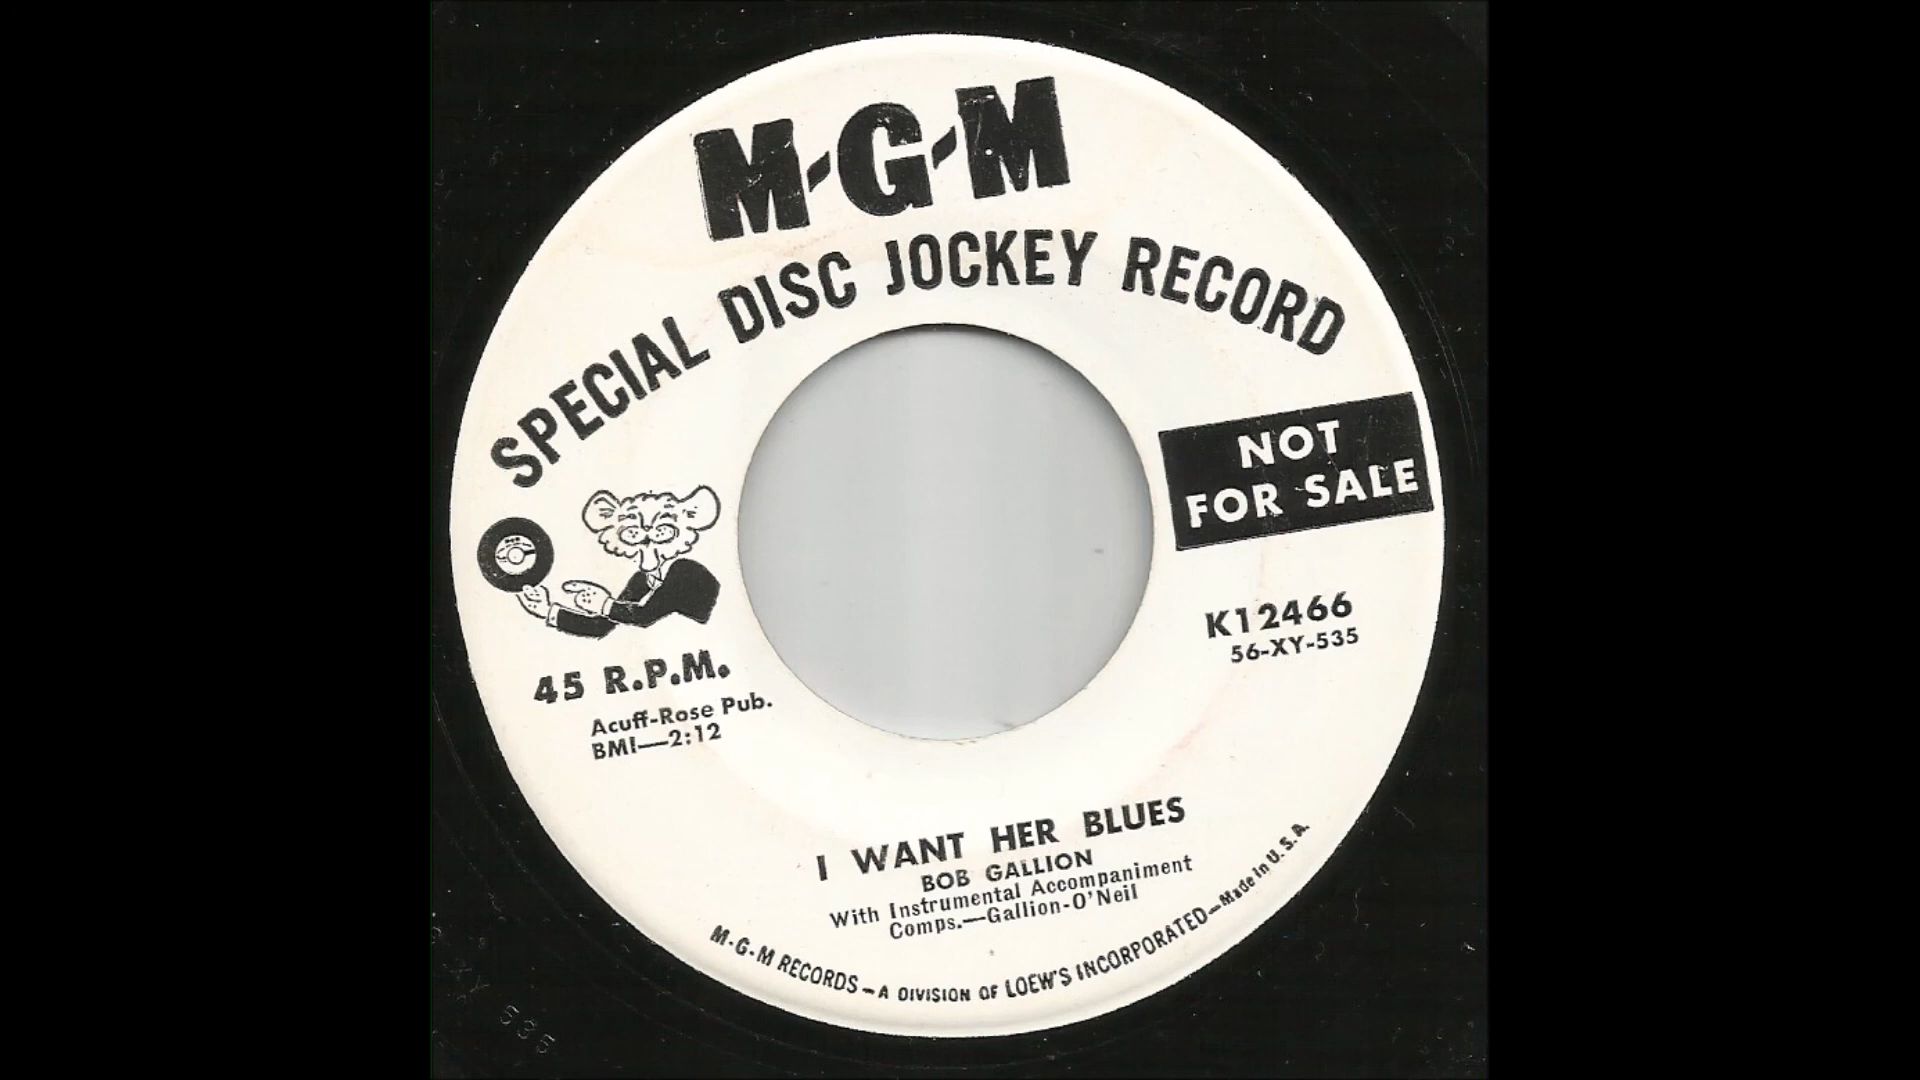 M-G-M
SPECIAL DISC JOCKEY RECORD
NOT
FOR SALE
K12466
56-XY-535
45 R.P.M.
Acuff-Rose Pub.
BMI—2:12
I WANT HER BLUES
BOB GALLION
With Instrumental Accompaniment
Comps.—Gallion-O'Neil
M-G-M RECORDS – A DIVISION OF LOEW'S INCORPORATED – Made In U. S. A.
535